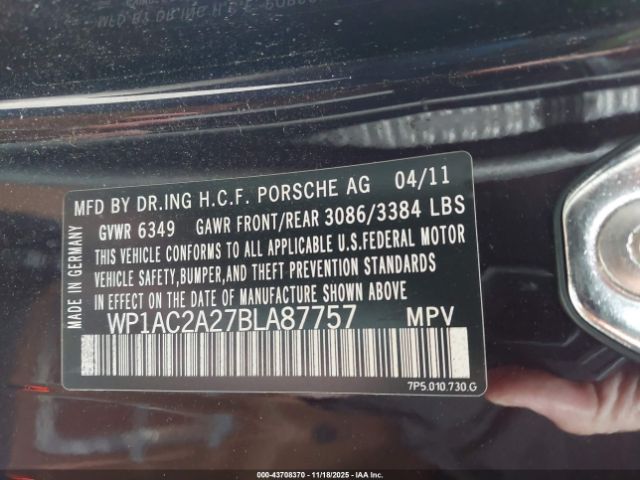 MFD BY DR.ING H.C.F. PORSCHE AG 04/11
GVWR 6349 GAWR FRONT/REAR 3086/3384 LBS
THIS VEHICLE CONFORMS TO ALL APPLICABLE U.S.FEDERAL MOTOR
VEHICLE SAFETY,BUMPER,AND THEFT PREVENTION STANDARDS
IN EFFECT ON THE DATE OF MANUFACTURE SHOWN ABOVE
MADE IN GERMANY
WP1AC2A27BLA87757 MPV
7P5.010.730.G
000-43708370 | 11/18/2025 - IAA Inc.